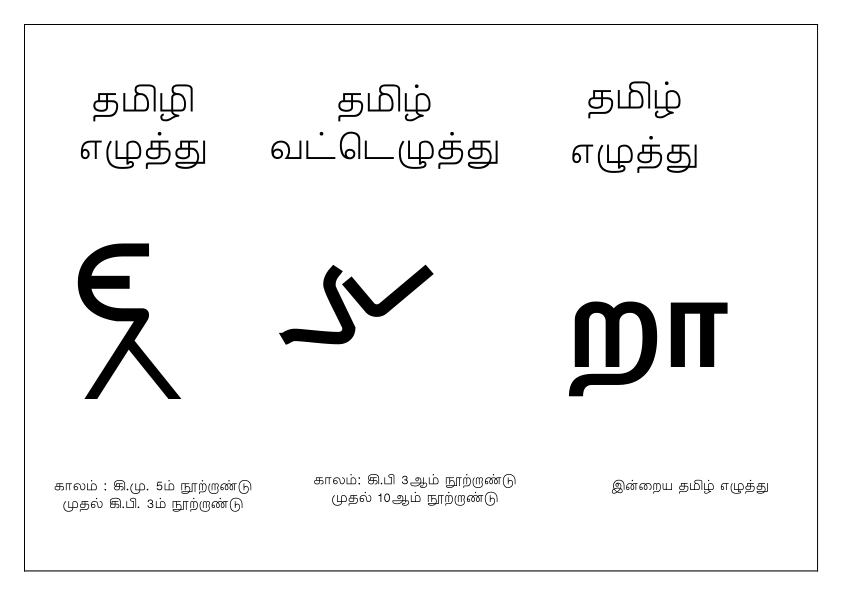 தமிழி
எழுத்து
தமிழ்
வட்டெழுத்து
தமிழ்
எழுத்து
றா
காலம் : கி.மு. 5ம் நூற்றாண்டு
முதல் கி.பி. 3ம் நூற்றாண்டு
காலம்: கி.பி 3ஆம் நூற்றாண்டு
முதல் 10ஆம் நூற்றாண்டு
இன்றைய தமிழ் எழுத்து